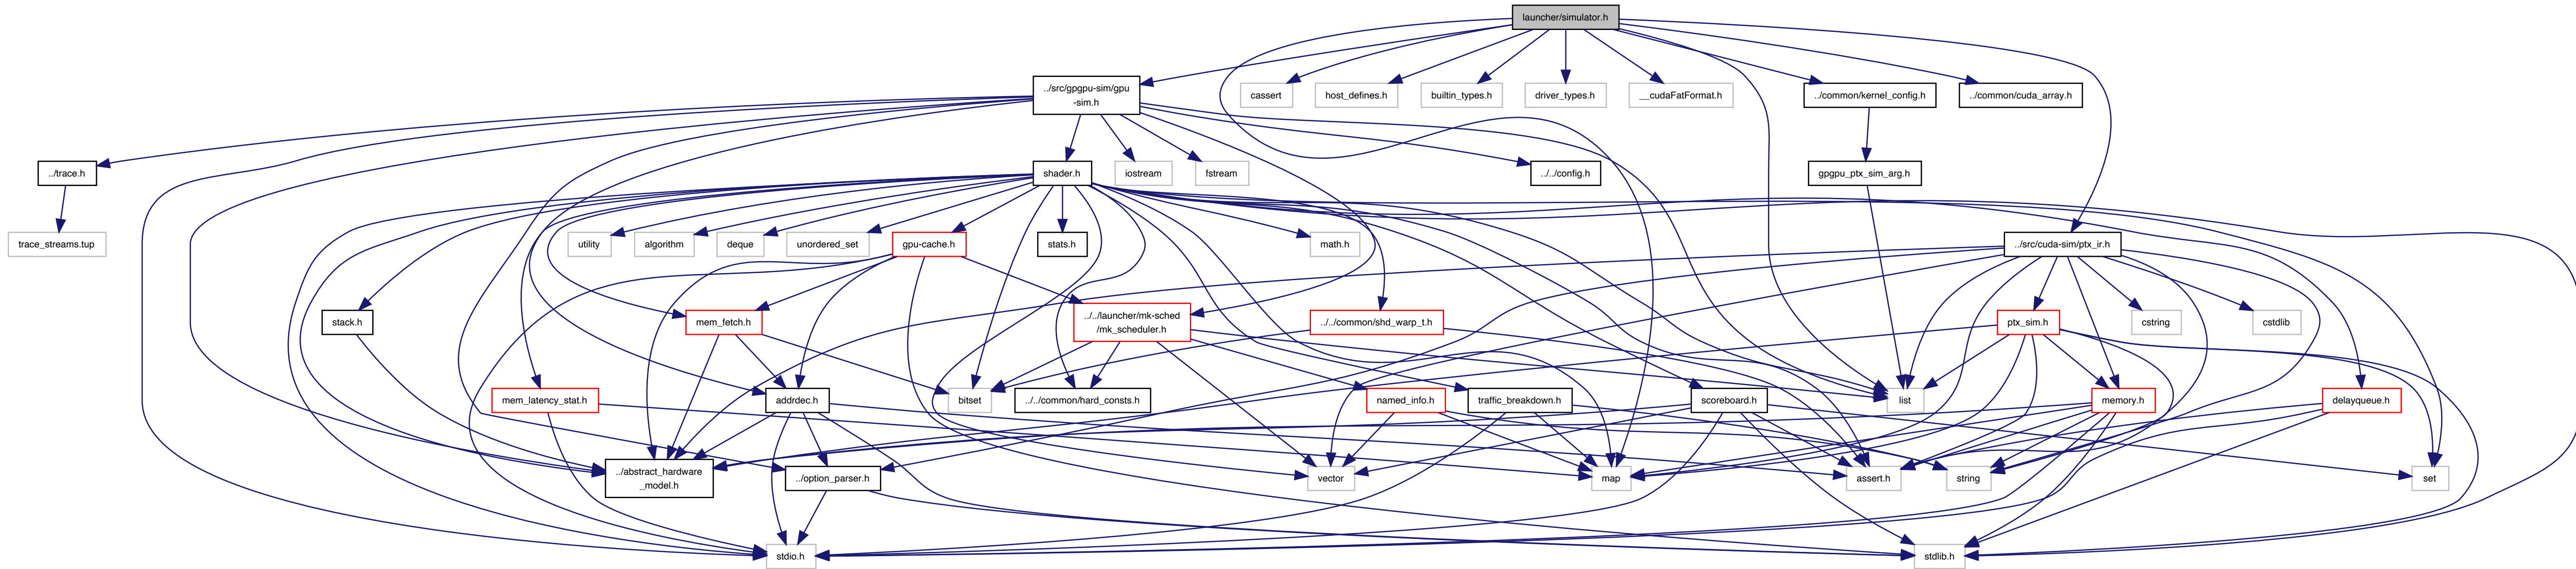 launcher/simulator.h
../src/gpgpu-sim/gpu
-sim.h
cassert
host_defines.h
builtin_types.h
driver_types.h
__cudaFatFormat.h
../common/kernel_config.h
../common/cuda_array.h
../trace.h
shader.h
iostream
fstream
../../config.h
gpgpu_ptx_sim_arg.h
trace_streams.tup
utility
algorithm
deque
unordered_set
gpu-cache.h
stats.h
math.h
../src/cuda-sim/ptx_ir.h
stack.h
mem_fetch.h
../../launcher/mk-sched
/mk_scheduler.h
../../common/shd_warp_t.h
ptx_sim.h
cstring
cstdlib
mem_latency_stat.h
addrdec.h
bitset
../../common/hard_consts.h
named_info.h
traffic_breakdown.h
scoreboard.h
list
memory.h
delayqueue.h
../abstract_hardware
_model.h
../option_parser.h
vector
map
assert.h
string
set
stdio.h
stdlib.h